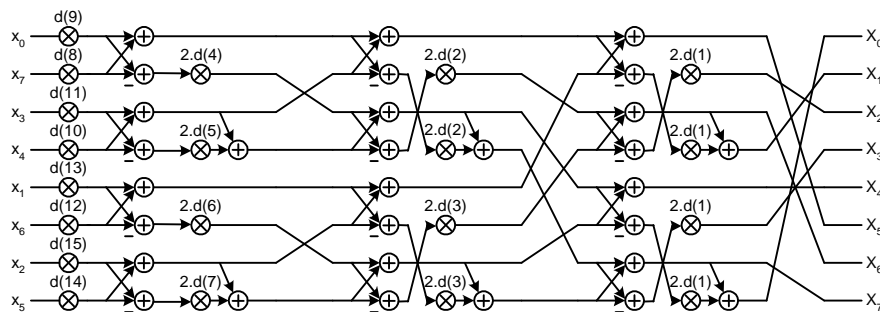 d(9)
x0 X0
d(8) 2.d(4) 2.d(2) 2.d(1)
x7 X1
d(11)
x3 X2
d(10) 2.d(5) 2.d(2) 2.d(1)
x4 X3
d(13)
x1 X4
d(12) 2.d(6) 2.d(3) 2.d(1)
x6 X5
d(15)
x2 X6
d(14) 2.d(7) 2.d(3) 2.d(1)
x5 X7